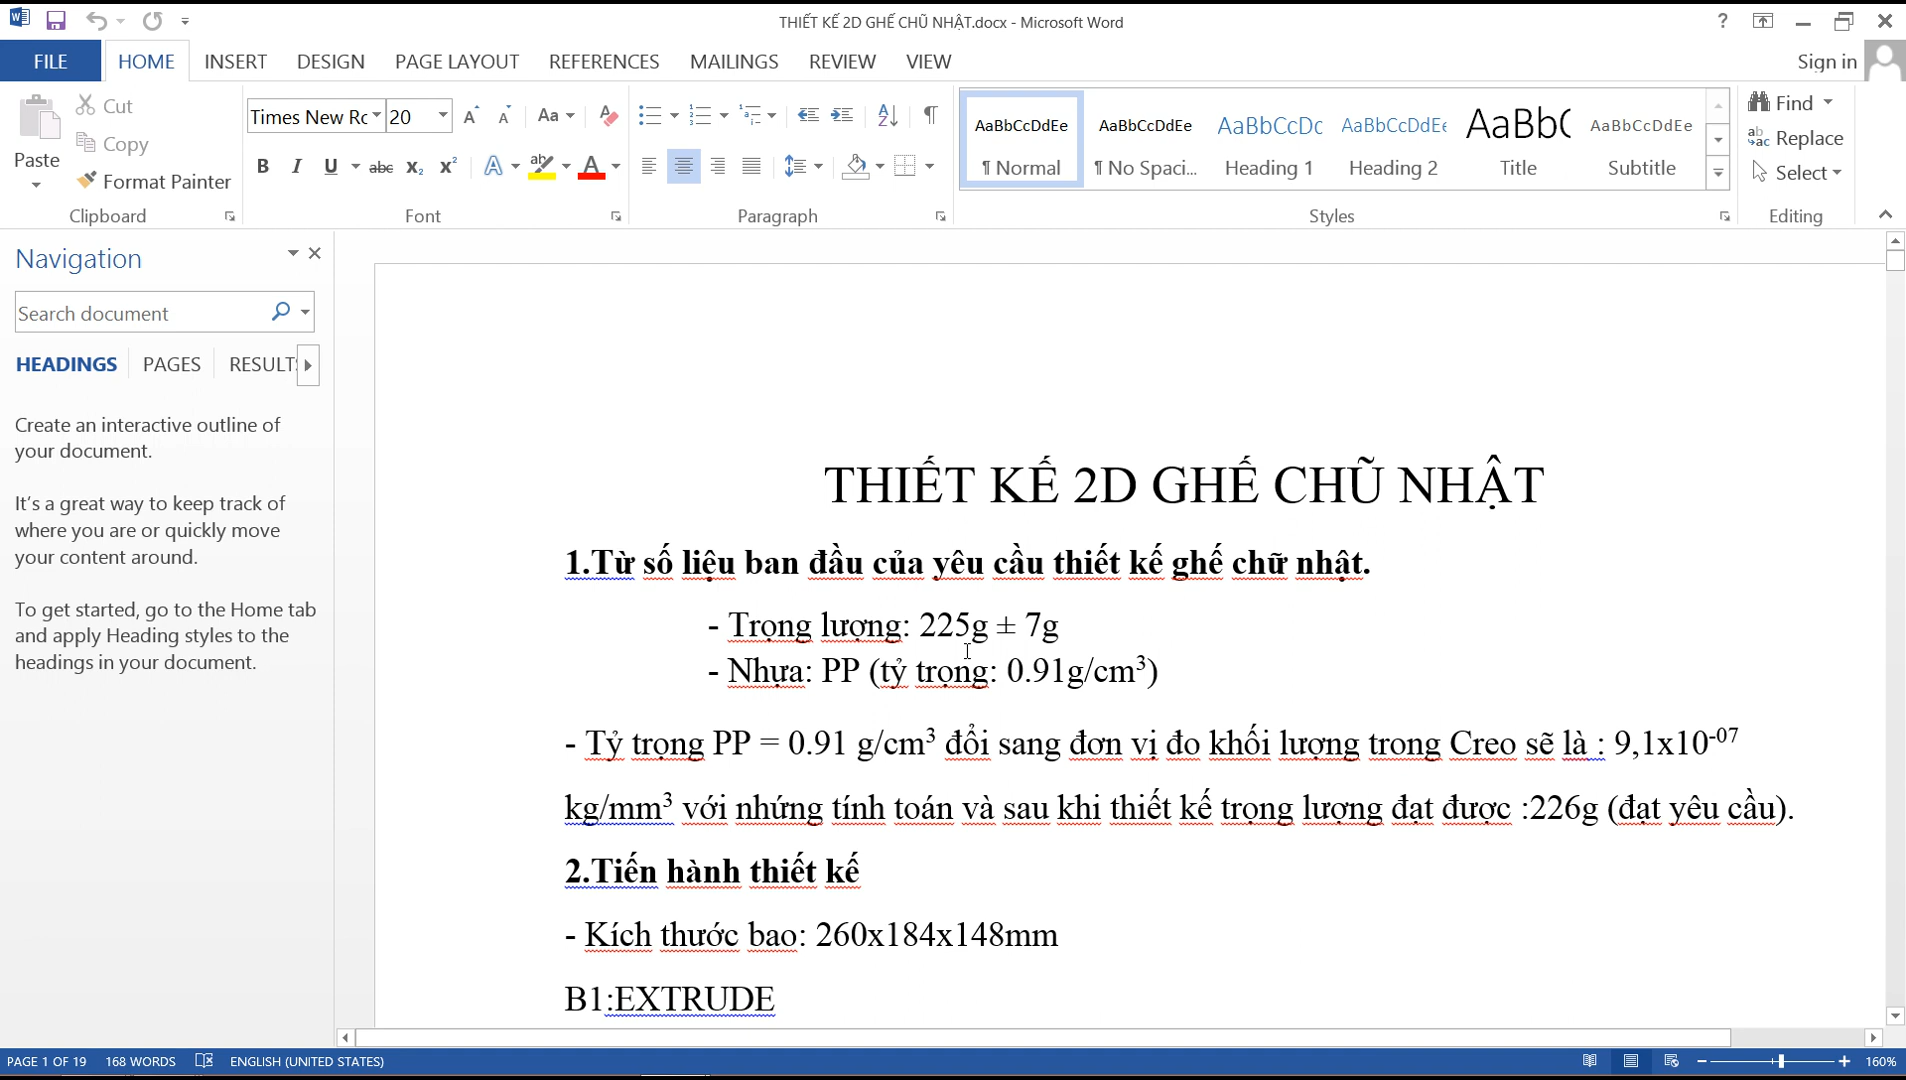 THIẾT KẾ 2D GHẾ CHŨ NHẬT.docx - Microsoft Word
?
FILE HOME INSERT DESIGN PAGE LAYOUT REFERENCES MAILINGS REVIEW VIEW Sign in
Paste
Cut
Copy
Format Painter
Clipboard
Times New Rc 20
Font
Paragraph
AaBbCcDdEe AaBbCcDdEe AaBbCcDc AaBbCcDdEe AaBbC AaBbCcDdEe
¶ Normal ¶ No Spaci... Heading 1 Heading 2 Title Subtitle
Styles
Find
Replace
Select
Editing
Navigation
Search document
HEADINGS PAGES RESULTS
Create an interactive outline of
your document.
It's a great way to keep track of
where you are or quickly move
your content around.
To get started, go to the Home tab
and apply Heading styles to the
headings in your document.
THIẾT KẾ 2D GHẾ CHŨ NHẬT
1.Từ số liệu ban đầu của yêu cầu thiết kế ghế chữ nhật.
- Trọng lượng: 225g ± 7g
- Nhựa: PP (tỷ trọng: 0.91g/cm³)
- Tỷ trọng PP = 0.91 g/cm³ đổi sang đơn vị đo khối lượng trong Creo sẽ là : 9,1x10⁻⁰⁷
kg/mm³ với nhứng tính toán và sau khi thiết kế trọng lượng đạt được :226g (đạt yêu cầu).
2.Tiến hành thiết kế
- Kích thước bao: 260x184x148mm
B1:EXTRUDE
PAGE 1 OF 19 168 WORDS ENGLISH (UNITED STATES) 160%